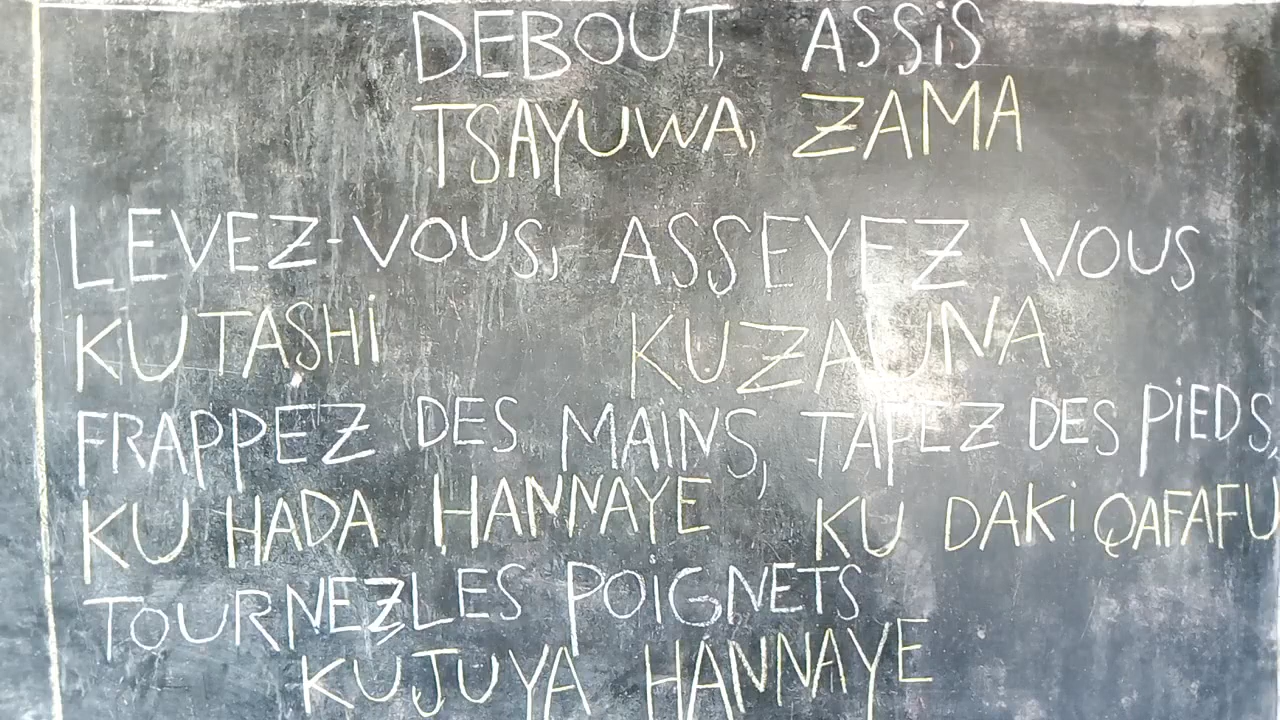 DEBOUT, ASSiS
TSAYUWA, ZAMA
LEVEZ-VOUS, ASSEYEZ VOUS
KUTASHi KUZAUNA
FRAPPEZ DES MAiNS, TAPEZ DES PiEDS,
KU HADA HANNAYE KU DAKi QAFAFU
TOURNEZ LES POiGNETS
KUJUYA HANNAYE